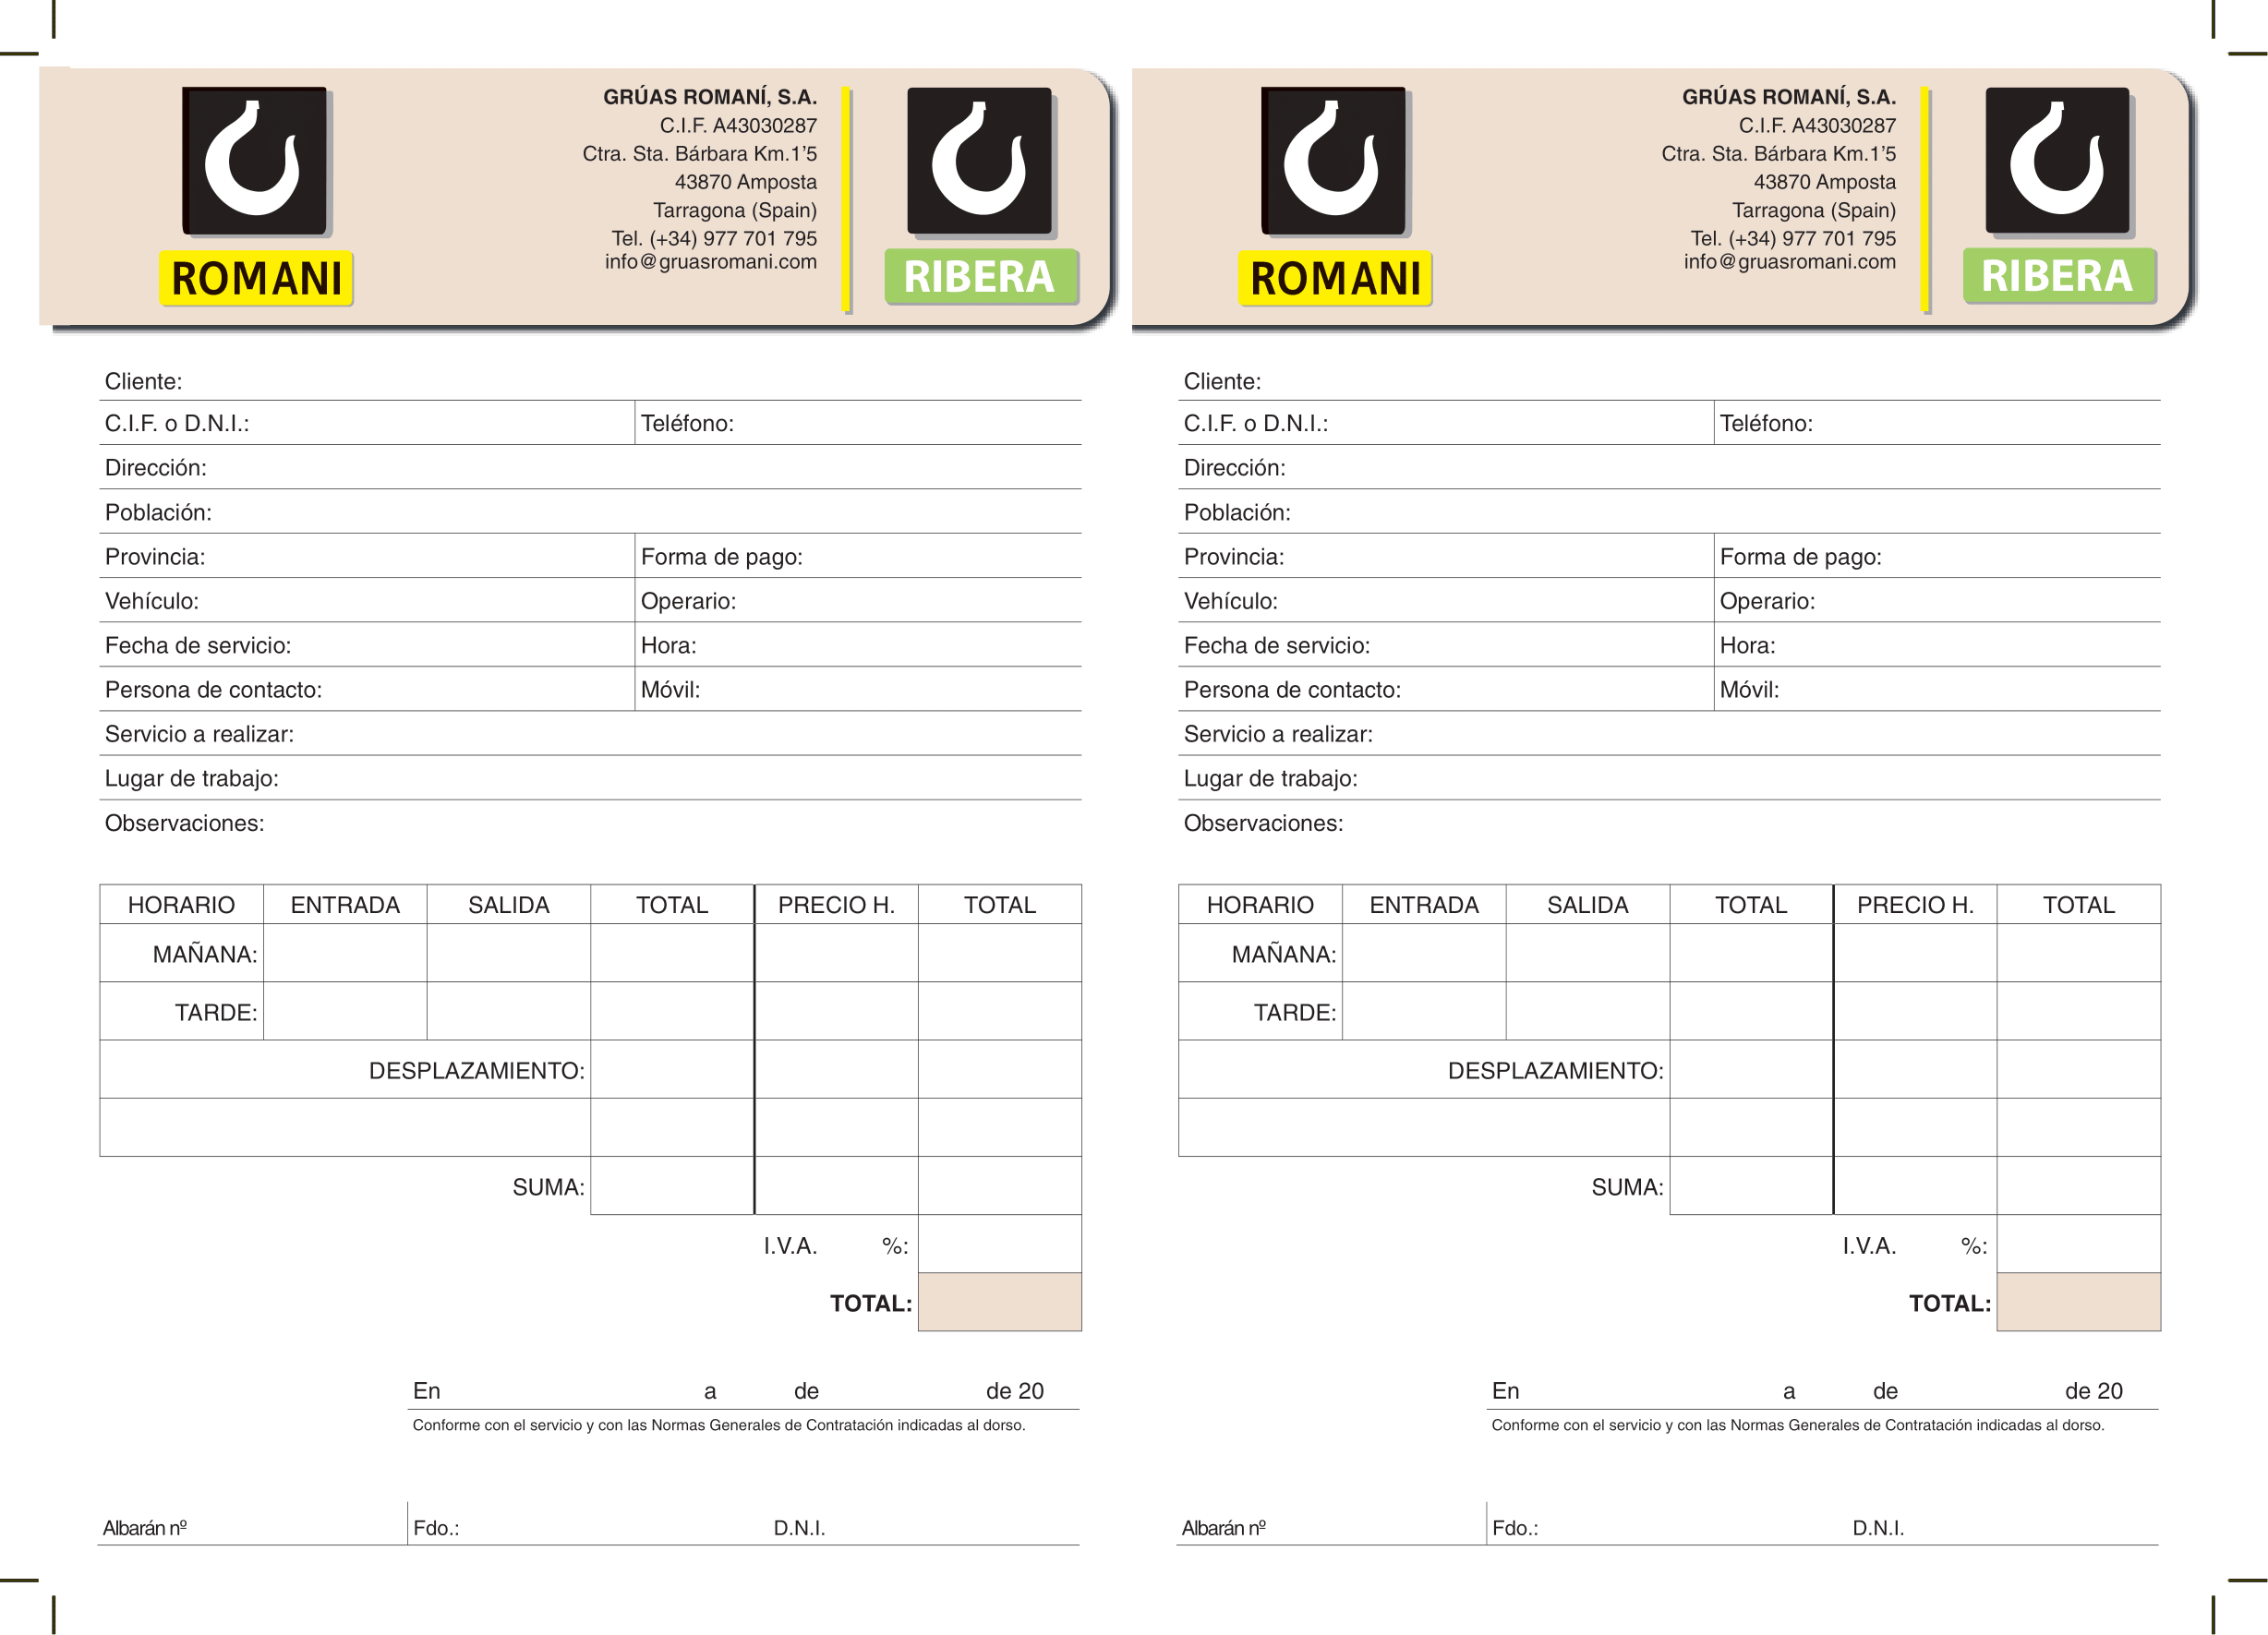 ROMANI
GRÚAS ROMANÍ, S.A.
C.I.F. A43030287
Ctra. Sta. Bárbara Km.1’5
43870 Amposta
Tarragona (Spain)
Tel. (+34) 977 701 795
info@gruasromani.com
RIBERA
Cliente:
C.I.F. o D.N.I.: Teléfono:
Dirección:
Población:
Provincia: Forma de pago:
Vehículo: Operario:
Fecha de servicio: Hora:
Persona de contacto: Móvil:
Servicio a realizar:
Lugar de trabajo:
Observaciones:
HORARIO ENTRADA SALIDA TOTAL PRECIO H. TOTAL
MAÑANA:
TARDE:
DESPLAZAMIENTO:
SUMA:
I.V.A. %:
TOTAL:
En a de de 20
Conforme con el servicio y con las Normas Generales de Contratación indicadas al dorso.
Albarán nº Fdo.: D.N.I.
ROMANI
GRÚAS ROMANÍ, S.A.
C.I.F. A43030287
Ctra. Sta. Bárbara Km.1’5
43870 Amposta
Tarragona (Spain)
Tel. (+34) 977 701 795
info@gruasromani.com
RIBERA
Cliente:
C.I.F. o D.N.I.: Teléfono:
Dirección:
Población:
Provincia: Forma de pago:
Vehículo: Operario:
Fecha de servicio: Hora:
Persona de contacto: Móvil:
Servicio a realizar:
Lugar de trabajo:
Observaciones:
HORARIO ENTRADA SALIDA TOTAL PRECIO H. TOTAL
MAÑANA:
TARDE:
DESPLAZAMIENTO:
SUMA:
I.V.A. %:
TOTAL:
En a de de 20
Conforme con el servicio y con las Normas Generales de Contratación indicadas al dorso.
Albarán nº Fdo.: D.N.I.